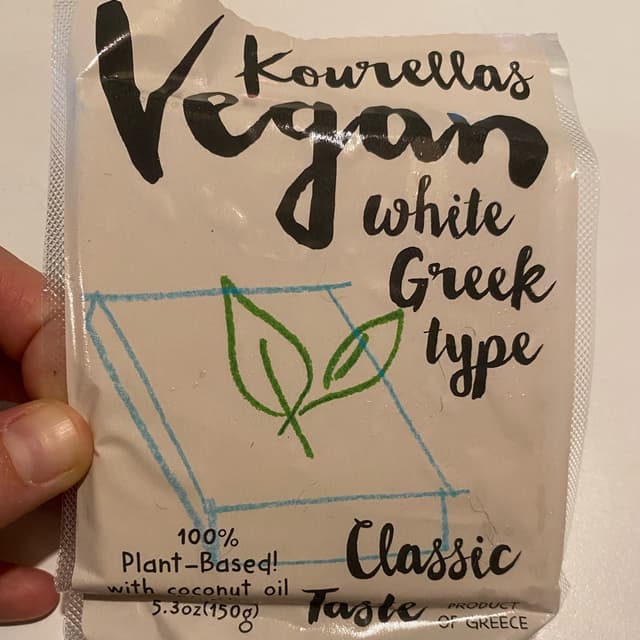 Kourellas
Vegan
white
Greek
type
100%
Plant-Based!
with coconut oil
5.3oz(150g)
Classic
Taste
PRODUCT
OF GREECE